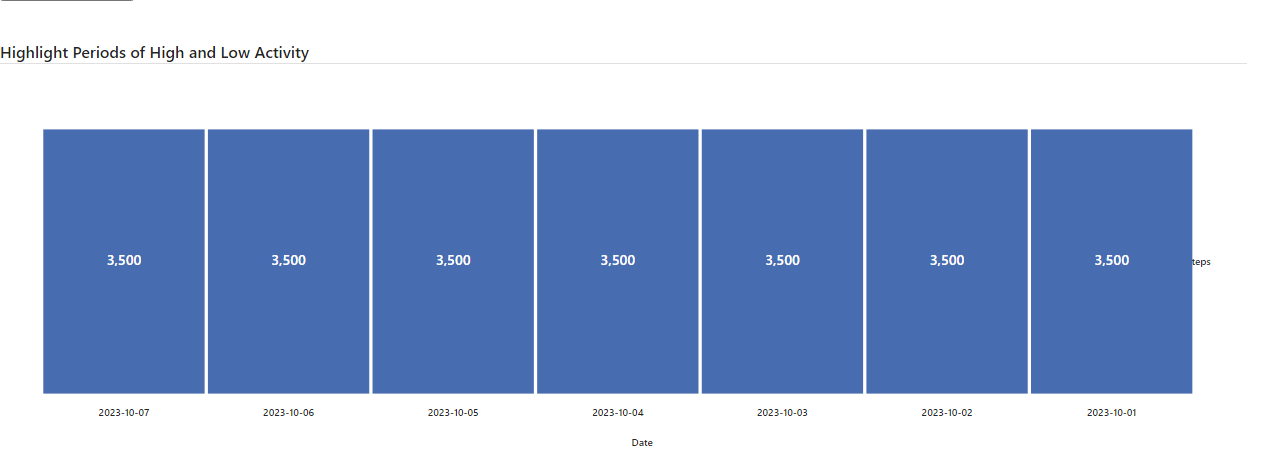 Highlight Periods of High and Low Activity
3,500 3,500 3,500 3,500 3,500 3,500 3,500
teps
2023-10-07 2023-10-06 2023-10-05 2023-10-04 2023-10-03 2023-10-02 2023-10-01
Date